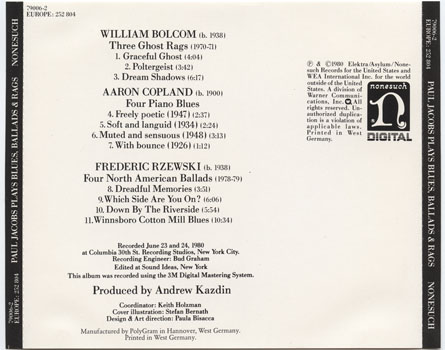 79006-2
EUROPE: 252 804
WILLIAM BOLCOM (b. 1938)
Three Ghost Rags (1970-71)
1. Graceful Ghost (4:04)
2. Poltergeist (3:42)
3. Dream Shadows (6:17)
AARON COPLAND (b. 1900)
Four Piano Blues
4. Freely poetic (1947) (2:37)
5. Soft and languid (1934) (2:24)
6. Muted and sensuous (1948) (3:13)
7. With bounce (1926) (1:12)
FREDERIC RZEWSKI (b. 1938)
Four North American Ballads (1978-79)
8. Dreadful Memories (3:51)
9. Which Side Are You On? (6:06)
10. Down By The Riverside (5:54)
11. Winnsboro Cotton Mill Blues (10:34)
Recorded June 23 and 24, 1980
at Columbia 30th St. Recording Studios, New York City.
Recording Engineer: Bud Graham
Edited at Sound Ideas, New York
This album was recorded using the 3M Digital Mastering System.
Produced by Andrew Kazdin
Coordinator: Keith Holzman
Cover illustration: Stefan Bernath
Design & Art direction: Paula Bisacca
Manufactured by PolyGram in Hannover, West Germany.
Printed in West Germany.
℗ & ©1980 Elektra/Asylum/None-
such Records for the United States and
WEA International Inc. for the world
outside of the United
States. A division of
Warner Communi-
cations, Inc. All
rights reserved. Un-
authorized duplica-
tion is a violation of
applicable laws.
Printed in West
Germany.
nonesuch
n
DIGITAL
79006-2
EUROPE: 252 804
PAUL JACOBS PLAYS BLUES, BALLADS & RAGS
NONESUCH
79006-2
EUROPE: 252 804
PAUL JACOBS PLAYS BLUES, BALLADS & RAGS
NONESUCH